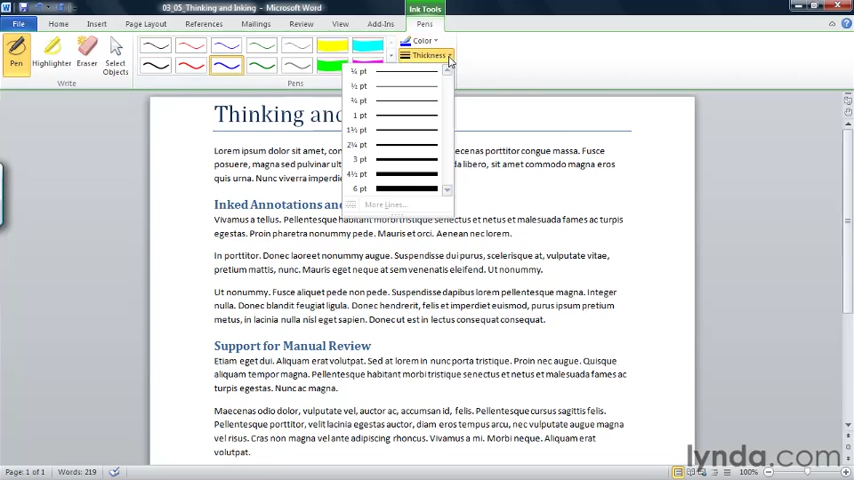 03_05_Thinking and Inking - Microsoft Word
Ink Tools
File Home Insert Page Layout References Mailings Review View Add-Ins Pens
Pen Highlighter Eraser Select Objects
Color
Thickness
Write
Pens
¼ pt
½ pt
¾ pt
1 pt
1½ pt
2¼ pt
3 pt
4½ pt
6 pt
More Lines...
Thinking and
Lorem ipsum dolor sit amet, con
ecenas porttitor congue massa. Fusce
posuere, magna sed pulvinar ult
da libero, sit amet commodo magna eros
quis urna. Nunc viverra imperdi
Inked Annotations an
Vivamus a tellus. Pellentesque habitant morbi tristique senectus et netus et malesuada fames ac turpis
egestas. Proin pharetra nonummy pede. Mauris et orci. Aenean nec lorem.
In porttitor. Donec laoreet nonummy augue. Suspendisse dui purus, scelerisque at, vulputate vitae,
pretium mattis, nunc. Mauris eget neque at sem venenatis eleifend. Ut nonummy.
Ut nonummy. Fusce aliquet pede non pede. Suspendisse dapibus lorem pellentesque magna. Integer
nulla. Donec blandit feugiat ligula. Donec hendrerit, felis et imperdiet euismod, purus ipsum pretium
metus, in lacinia nulla nisl eget sapien. Donec ut est in lectus consequat consequat.
Support for Manual Review
Etiam eget dui. Aliquam erat volutpat. Sed at lorem in nunc porta tristique. Proin nec augue. Quisque
aliquam tempor magna. Pellentesque habitant morbi tristique senectus et netus et malesuada fames ac
turpis egestas. Nunc ac magna.
Maecenas odio dolor, vulputate vel, auctor ac, accumsan id, felis. Pellentesque cursus sagittis felis.
Pellentesque porttitor, velit lacinia egestas auctor, diam eros tempus arcu, nec vulputate augue magna
vel risus. Cras non magna vel ante adipiscing rhoncus. Vivamus a mi. Morbi neque. Aliquam erat
volutpat.
lynda.com
Page: 1 of 1 Words: 219 100%